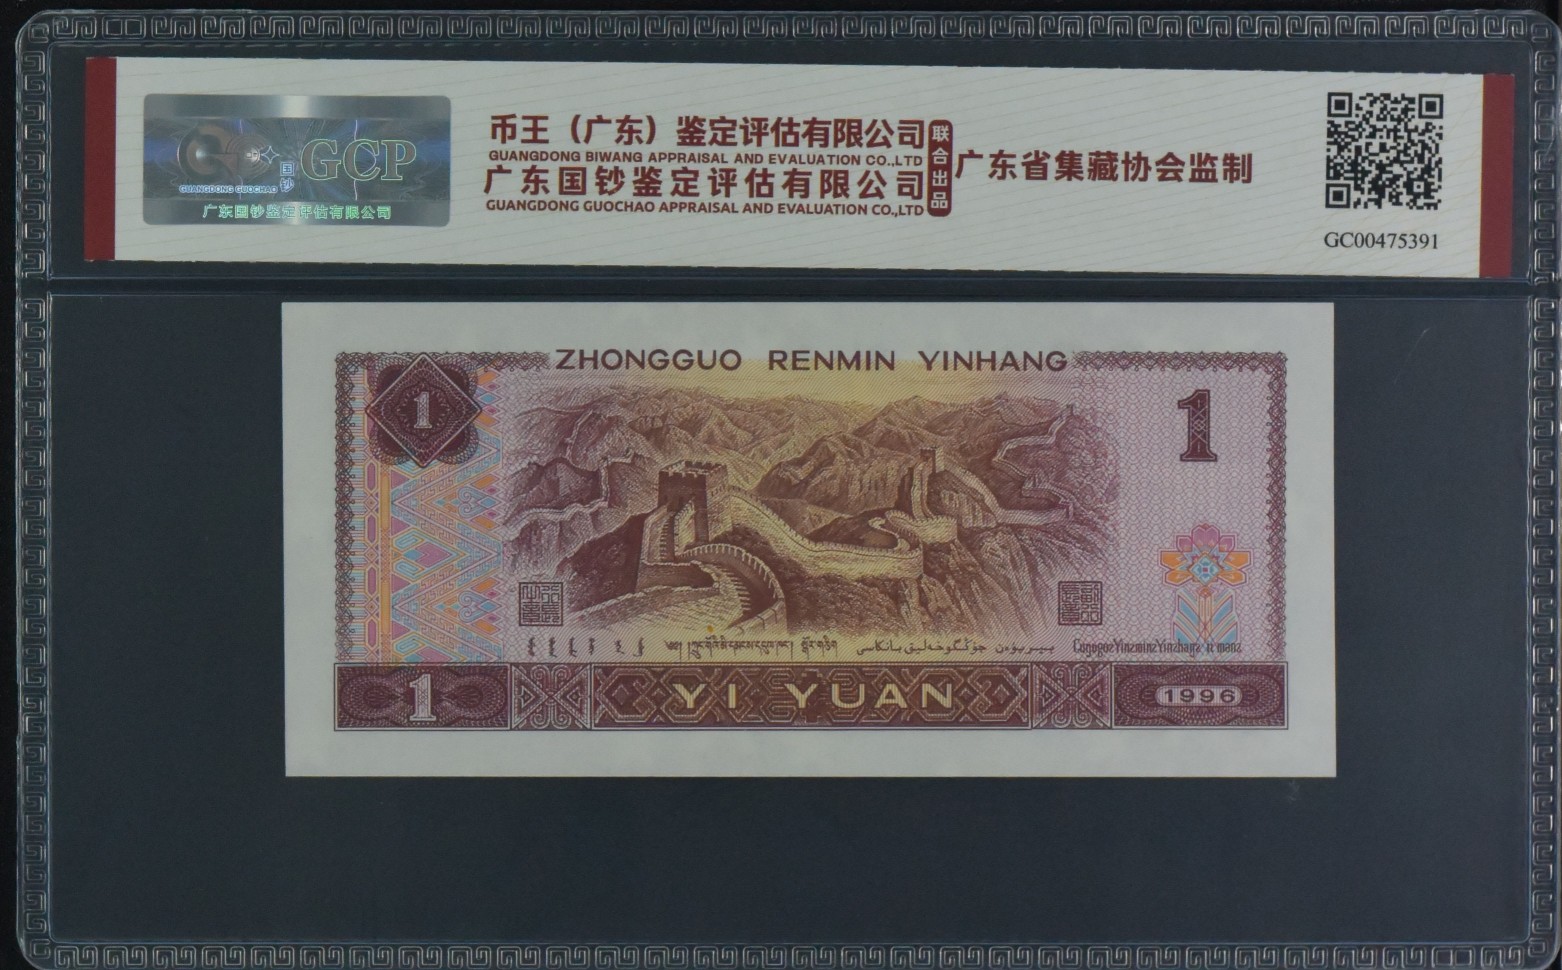 GCP
国
钞
GUANGDONG GUOCHAO
广东国钞鉴定评估有限公司
币王（广东）鉴定评估有限公司
GUANGDONG BIWANG APPRAISAL AND EVALUATION CO.,LTD
广东国钞鉴定评估有限公司
GUANGDONG GUOCHAO APPRAISAL AND EVALUATION CO.,LTD
联合出品
广东省集藏协会监制
GC00475391
ZHONGGUO RENMIN YINHANG
1
1
1
YI YUAN
1996